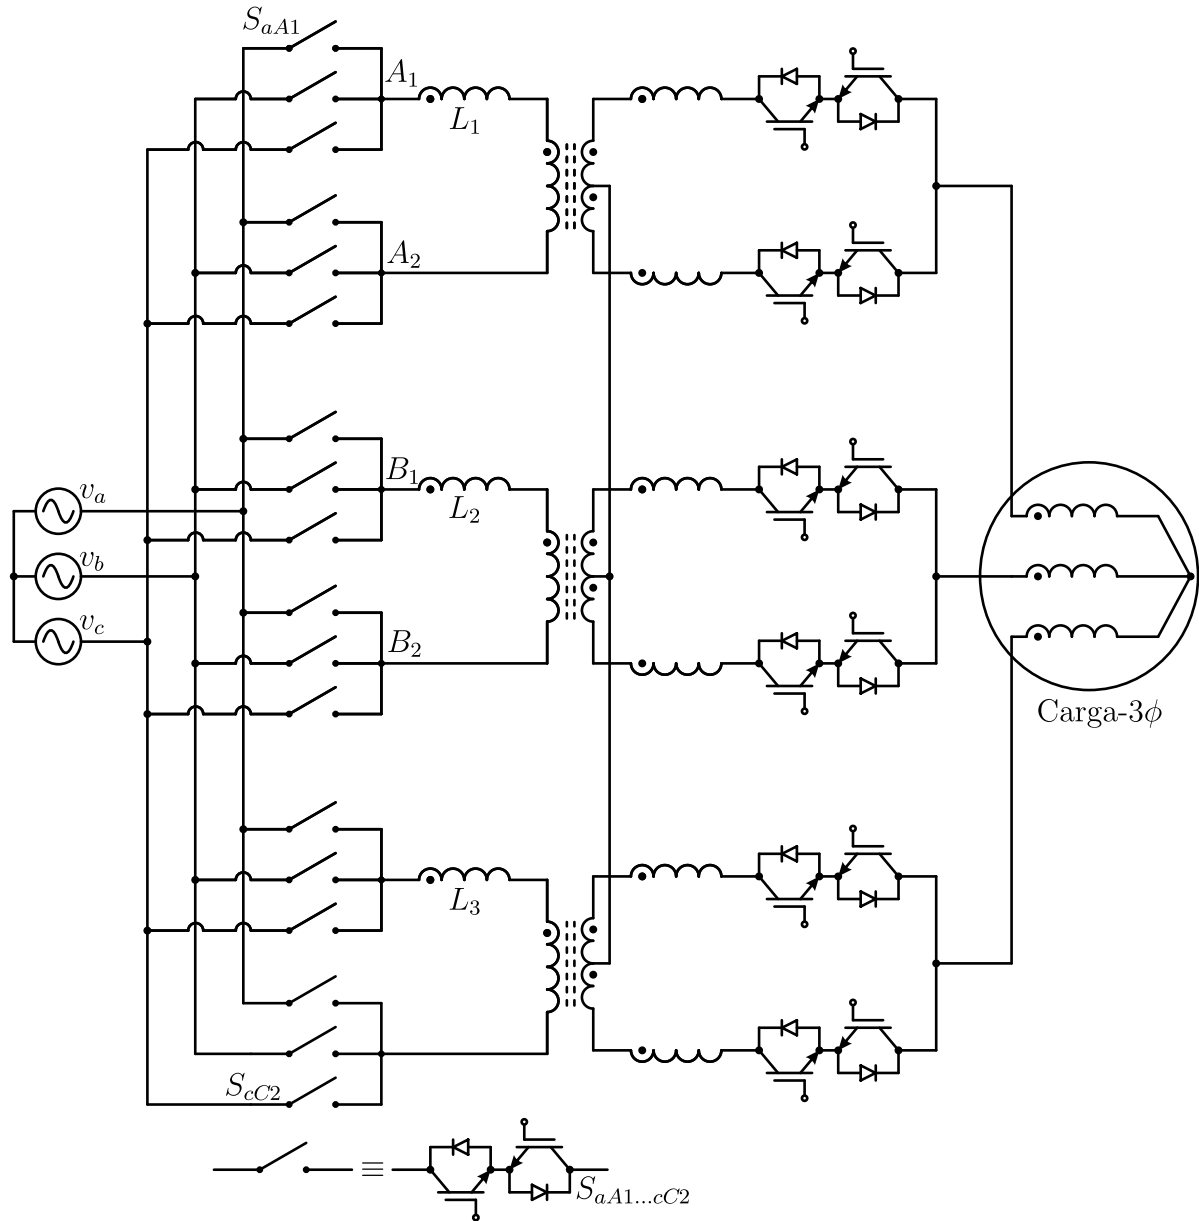 S_{aA1}
A_1
L_1
A_2
B_1
L_2
v_a
v_b
v_c
B_2
Carga-3ϕ
L_3
S_{cC2}
≡
S_{aA1...cC2}